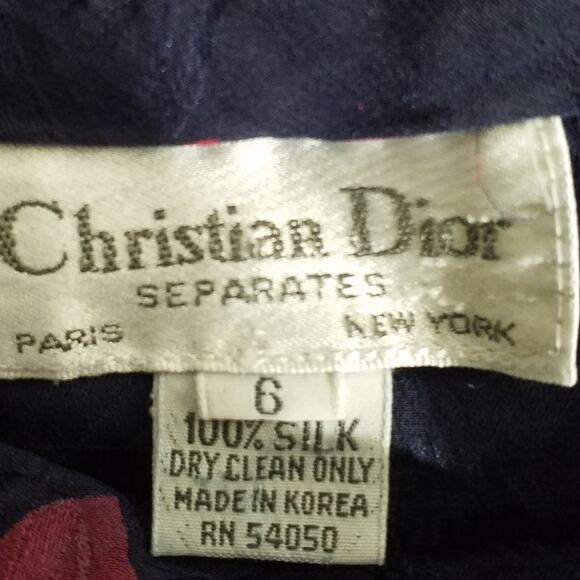 Christian Dior
SEPARATES
PARIS NEW YORK
6
100% SILK
DRY CLEAN ONLY
MADE IN KOREA
RN 54050